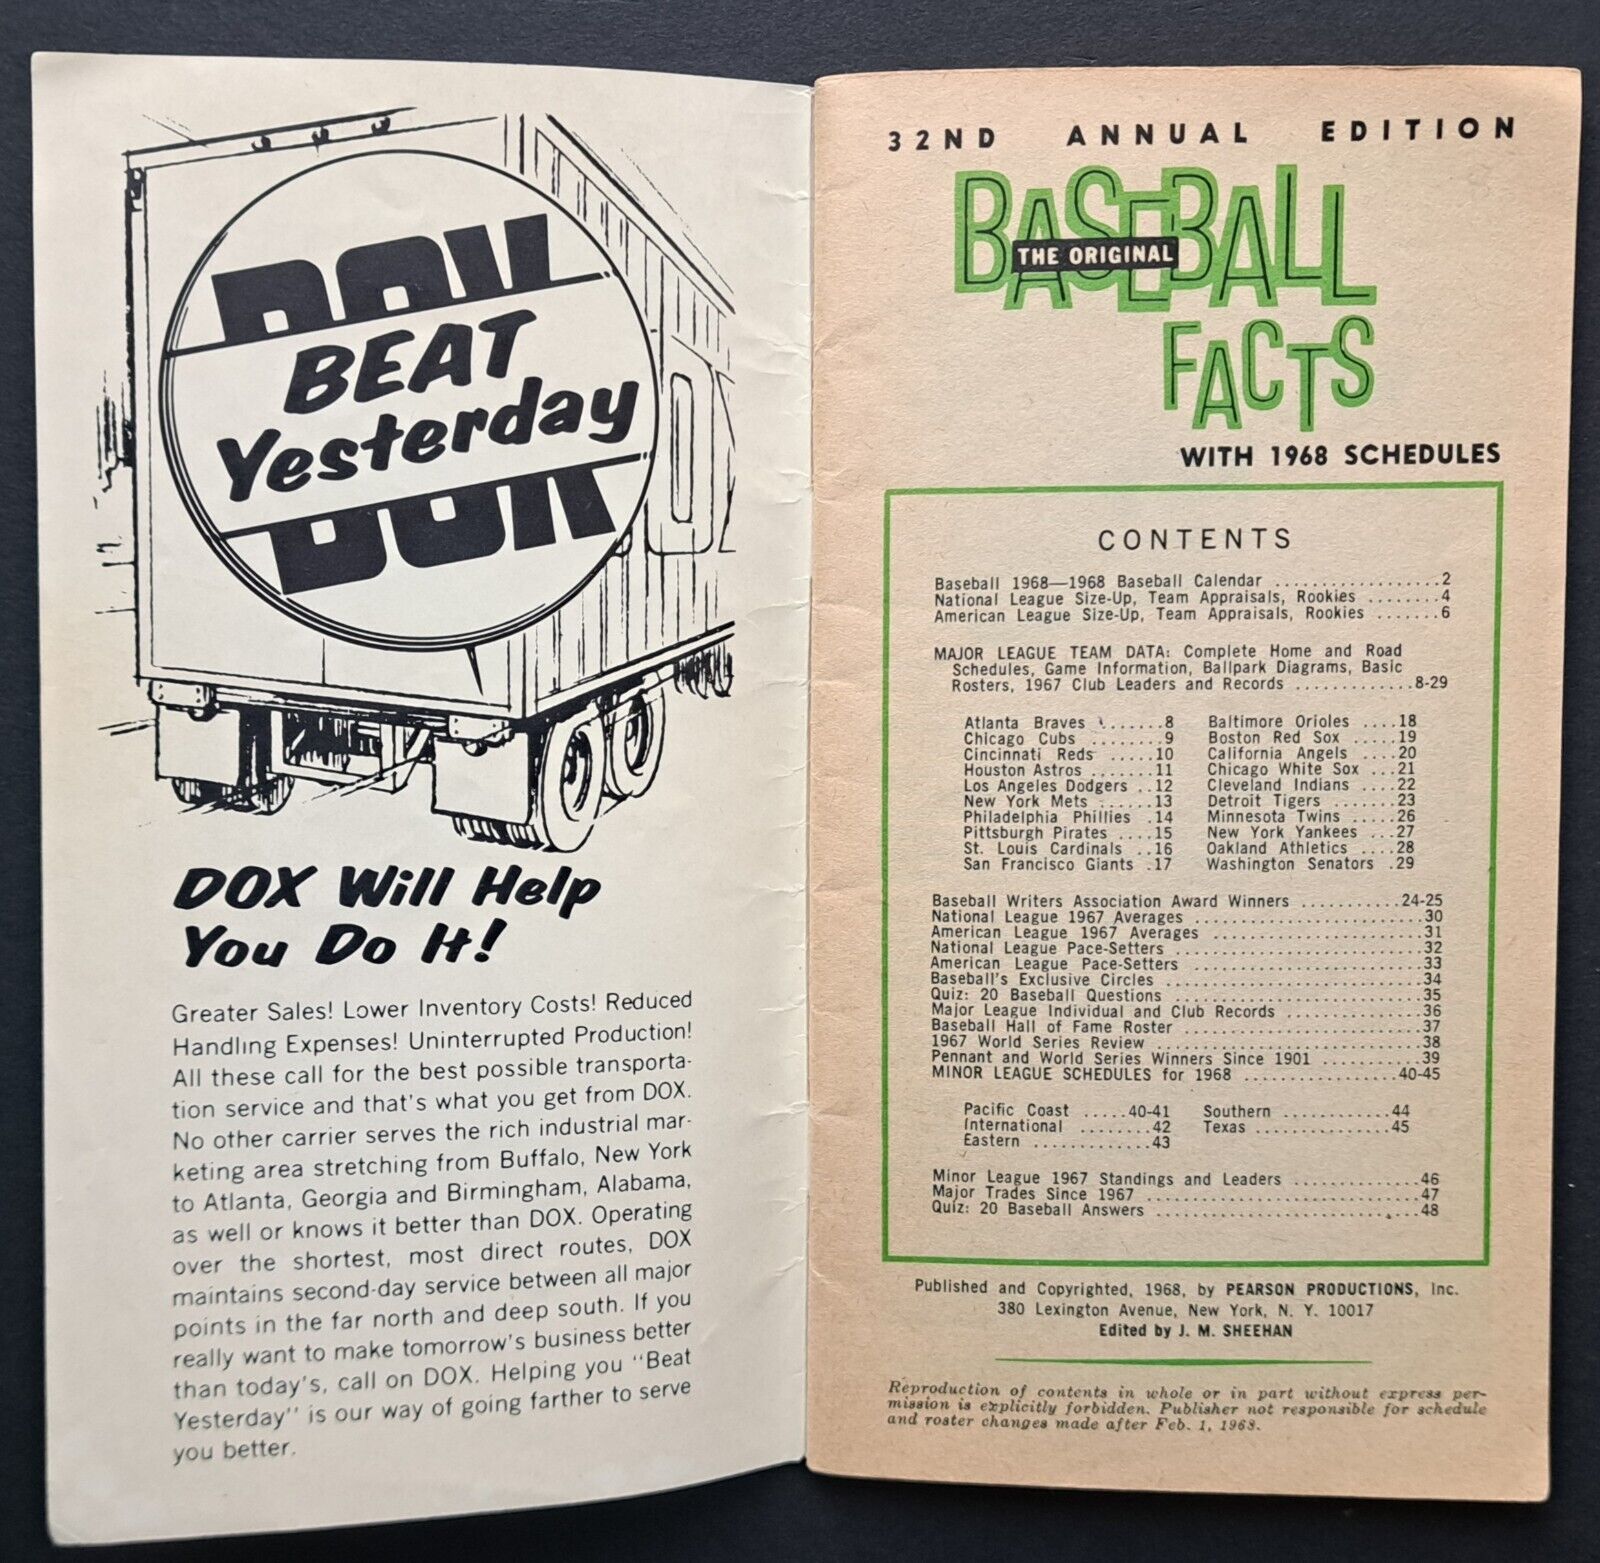 BEAT
Yesterday
DOX Will Help
You Do It!
Greater Sales! Lower Inventory Costs! Reduced
Handling Expenses! Uninterrupted Production!
All these call for the best possible transporta-
tion service and that's what you get from DOX.
No other carrier serves the rich industrial mar-
keting area stretching from Buffalo, New York
to Atlanta, Georgia and Birmingham, Alabama,
as well or knows it better than DOX. Operating
over the shortest, most direct routes, DOX
maintains second-day service between all major
points in the far north and deep south. If you
really want to make tomorrow's business better
than today's, call on DOX. Helping you "Beat
Yesterday" is our way of going farther to serve
you better.
32ND ANNUAL EDITION
BASEBALL
THE ORIGINAL
FACTS
WITH 1968 SCHEDULES
CONTENTS
Baseball 1968—1968 Baseball Calendar ..................2
National League Size-Up, Team Appraisals, Rookies ........4
American League Size-Up, Team Appraisals, Rookies .......6
MAJOR LEAGUE TEAM DATA: Complete Home and Road
Schedules, Game Information, Ballpark Diagrams, Basic
Rosters, 1967 Club Leaders and Records .............8-29
Atlanta Braves .......8
Chicago Cubs ........9
Cincinnati Reds .....10
Houston Astros .......11
Los Angeles Dodgers ..12
New York Mets ......13
Philadelphia Phillies .14
Pittsburgh Pirates ....15
St. Louis Cardinals ..16
San Francisco Giants .17
Baltimore Orioles ....18
Boston Red Sox .....19
California Angels ....20
Chicago White Sox ...21
Cleveland Indians ....22
Detroit Tigers .......23
Minnesota Twins .....26
New York Yankees ...27
Oakland Athletics ....28
Washington Senators .29
Baseball Writers Association Award Winners ...........24-25
National League 1967 Averages .........................30
American League 1967 Averages .......................31
National League Pace-Setters ...........................32
American League Pace-Setters ..........................33
Baseball's Exclusive Circles .............................34
Quiz: 20 Baseball Questions ...........................35
Major League Individual and Club Records ................36
Baseball Hall of Fame Roster ..........................37
1967 World Series Review .............................38
Pennant and World Series Winners Since 1901 ...........39
MINOR LEAGUE SCHEDULES for 1968 .................40-45
Pacific Coast .....40-41
International ........42
Eastern .............43
Southern ............44
Texas ...............45
Minor League 1967 Standings and Leaders ..............46
Major Trades Since 1967 ..............................47
Quiz: 20 Baseball Answers .............................48
Published and Copyrighted, 1968, by PEARSON PRODUCTIONS, Inc.
380 Lexington Avenue, New York, N. Y. 10017
Edited by J. M. SHEEHAN
Reproduction of contents in whole or in part without express per-
mission is explicitly forbidden. Publisher not responsible for schedule
and roster changes made after Feb. 1, 1968.